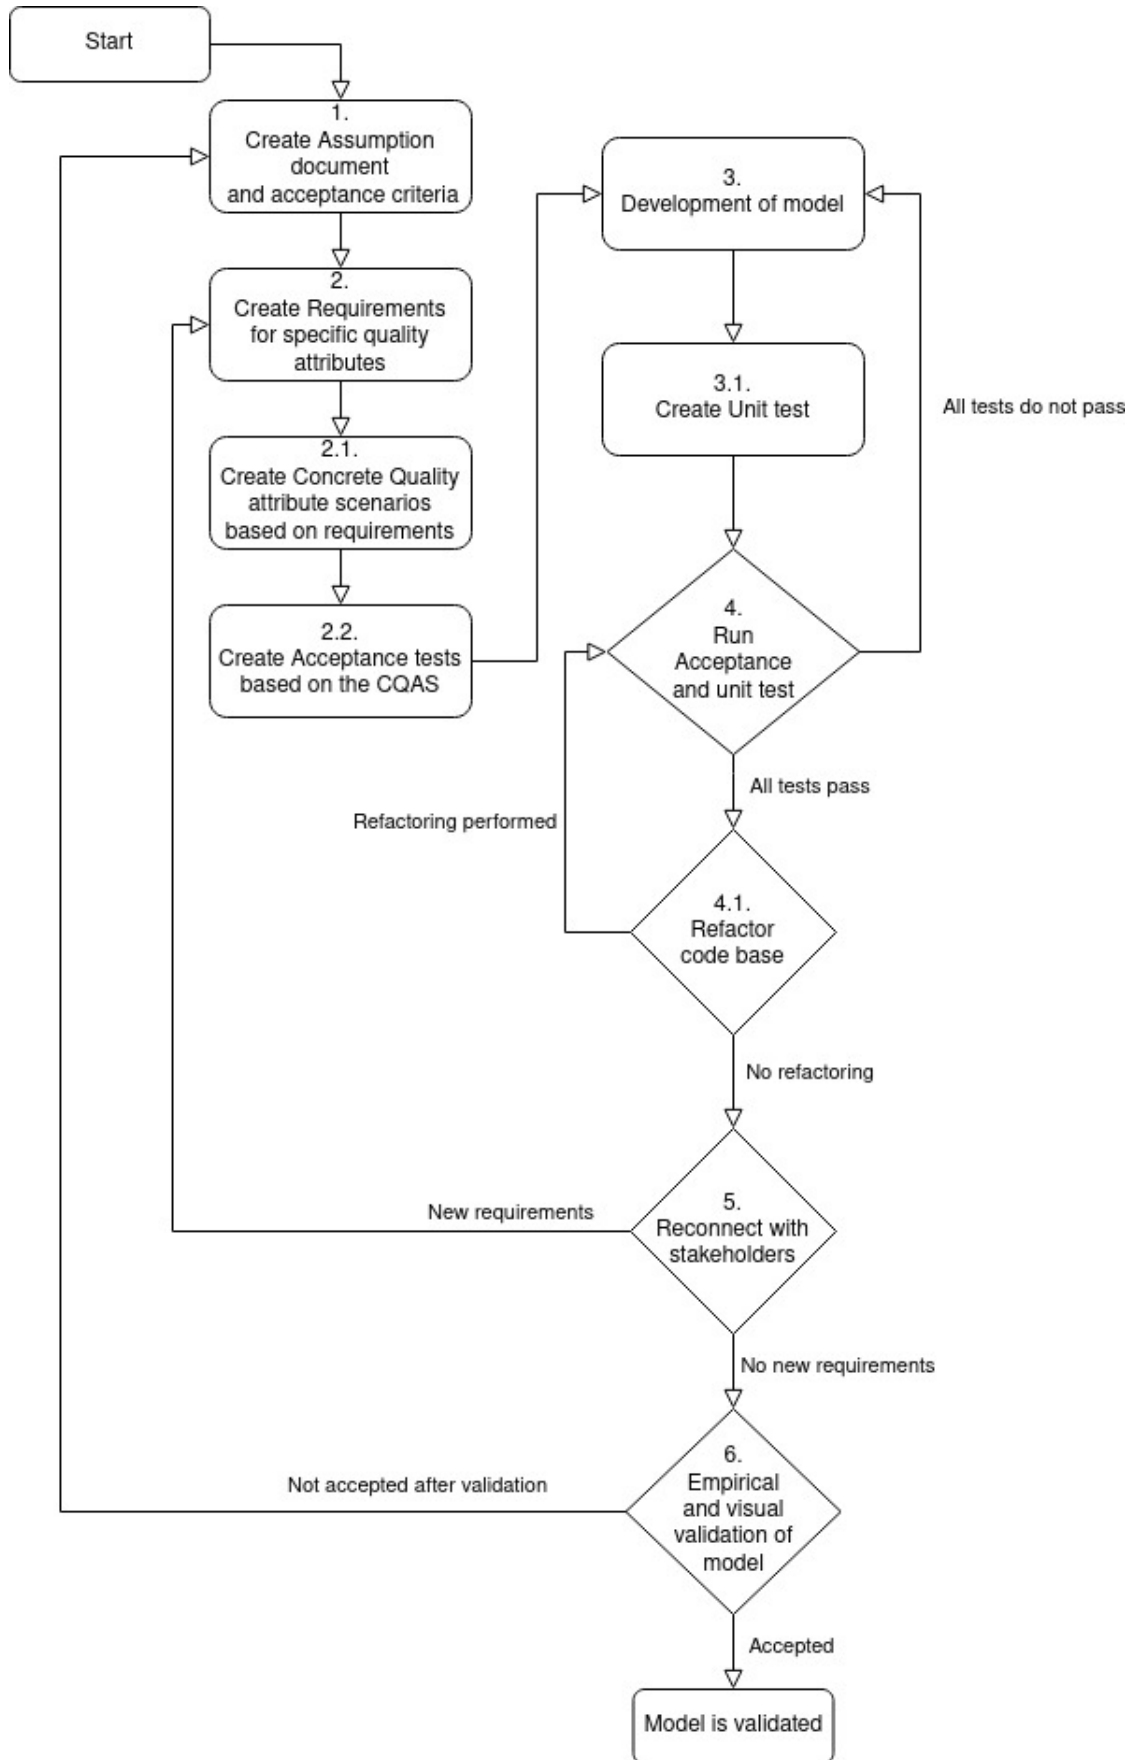 Start
1.
Create Assumption
document
and acceptance criteria
2.
Create Requirements
for specific quality
attributes
2.1.
Create Concrete Quality
attribute scenarios
based on requirements
2.2.
Create Acceptance tests
based on the CQAS
3.
Development of model
3.1.
Create Unit test
All tests do not pass
4.
Run
Acceptance
and unit test
All tests pass
Refactoring performed
4.1.
Refactor
code base
No refactoring
5.
Reconnect with
stakeholders
New requirements
No new requirements
6.
Empirical
and visual
validation of
model
Not accepted after validation
Accepted
Model is validated